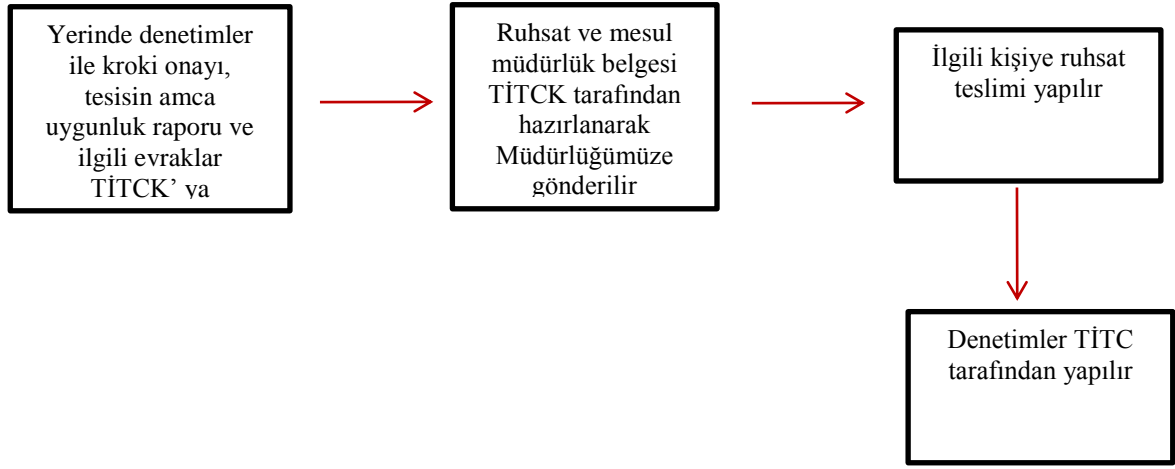 Yerinde denetimler
ile kroki onayı,
tesisin amca
uygunluk raporu ve
ilgili evraklar
TİTCK’ ya
Ruhsat ve mesul
müdürlük belgesi
TİTCK tarafından
hazırlanarak
Müdürlüğümüze
gönderilir
İlgili kişiye ruhsat
teslimi yapılır
Denetimler TİTC
tarafından yapılır